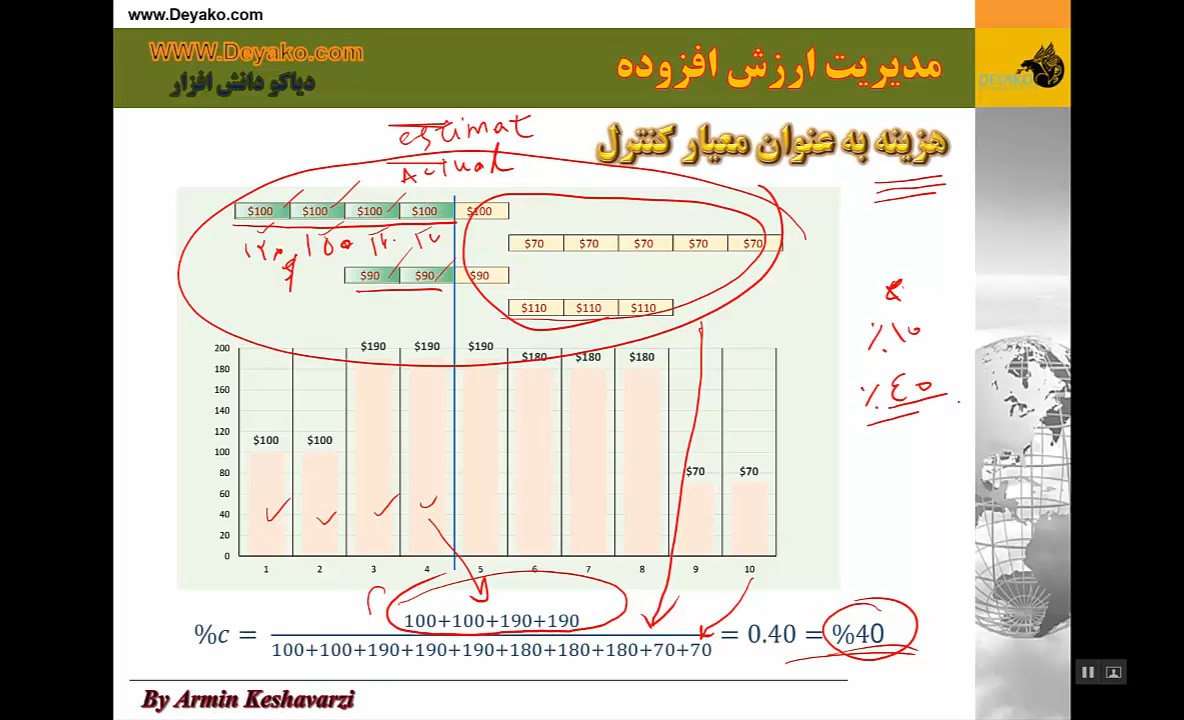 www.Deyako.com
WWW.Deyako.com
دیاکو دانش افزار
مدیریت ارزش افزوده
DEYAKO
هزینه به عنوان معیار کنترل
estimat
Actual
$100 $100 $100 $100 $100
$70 $70 $70 $70 $70
$90 $90 $90
$110 $110 $110
٪۱۰
٪۴۰
200
180
160
140
120
100
80
60
40
20
0
$100 $100 $190 $190 $190 $180 $180 $180 $70 $70
1 2 3 4 5 6 7 8 9 10
%c = 100+100+190+190 / 100+100+190+190+190+180+180+180+70+70 = 0.40 = %40
By Armin Keshavarzi